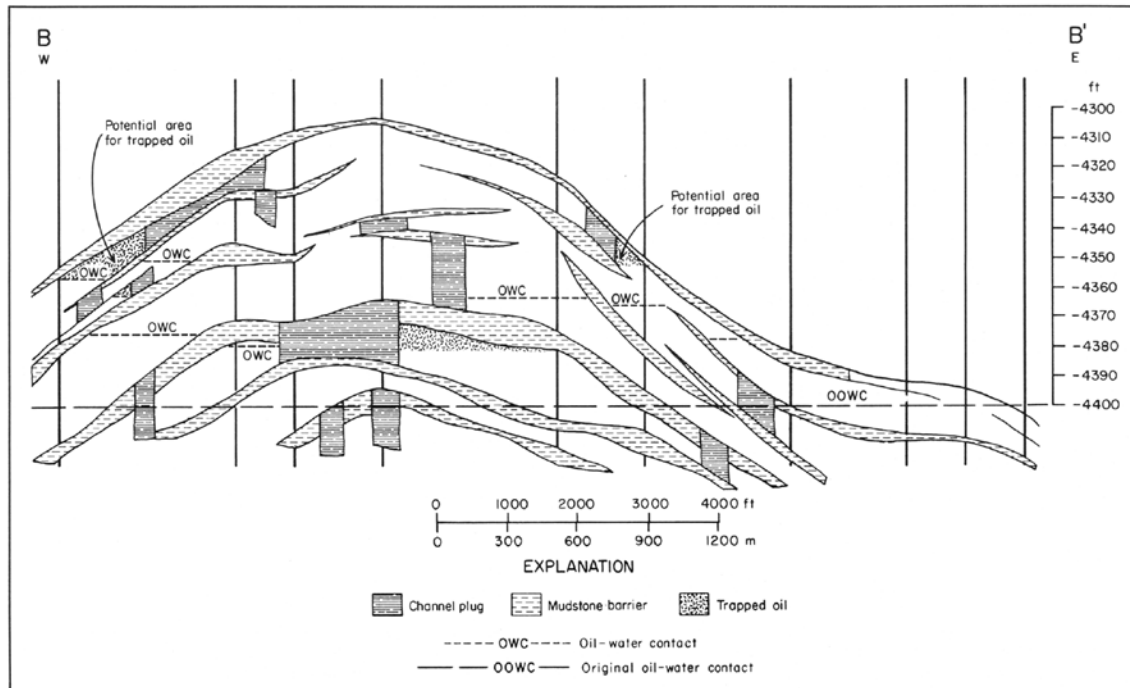 B
W
B'
E
ft
-4300
-4310
-4320
-4330
-4340
-4350
-4360
-4370
-4380
-4390
-4400
Potential area
for trapped oil
Potential area
for trapped oil
OWC
OWC
OWC
OWC
OWC
OWC
OOWC
0 1000 2000 3000 4000 ft
0 300 600 900 1200 m
EXPLANATION
Channel plug
Mudstone barrier
Trapped oil
OWC
Oil-water contact
OOWC
Original oil-water contact